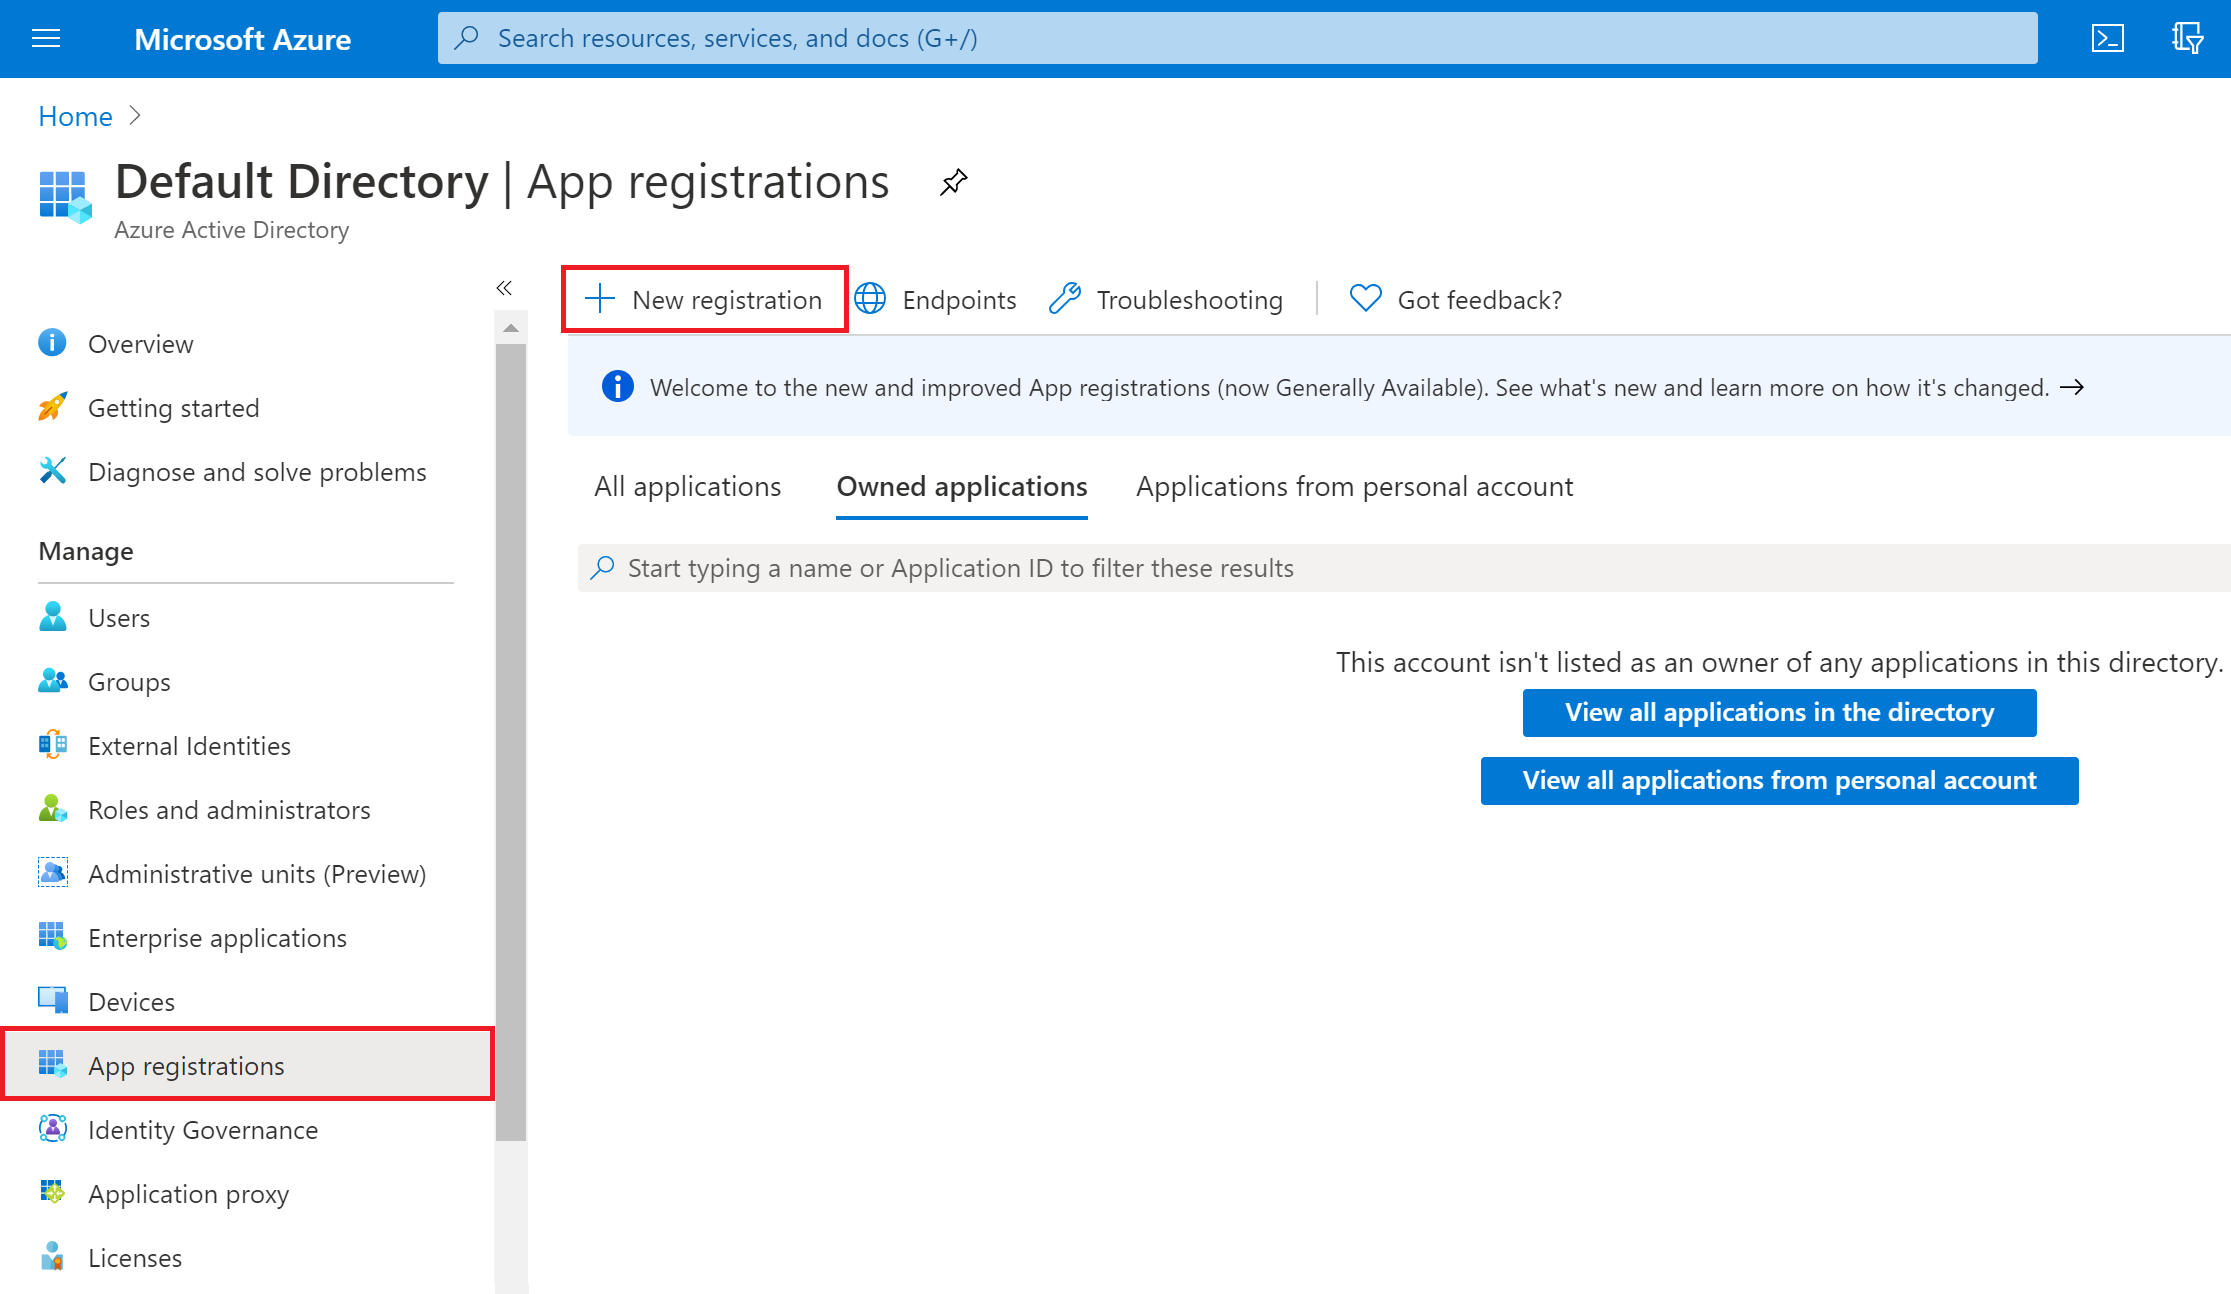 Microsoft Azure
Search resources, services, and docs (G+/)
Home
Default Directory | App registrations
Azure Active Directory
Overview
Getting started
Diagnose and solve problems
Manage
Users
Groups
External Identities
Roles and administrators
Administrative units (Preview)
Enterprise applications
Devices
App registrations
Identity Governance
Application proxy
Licenses
New registration
Endpoints
Troubleshooting
Got feedback?
Welcome to the new and improved App registrations (now Generally Available). See what's new and learn more on how it's changed. →
All applications
Owned applications
Applications from personal account
Start typing a name or Application ID to filter these results
This account isn't listed as an owner of any applications in this directory.
View all applications in the directory
View all applications from personal account